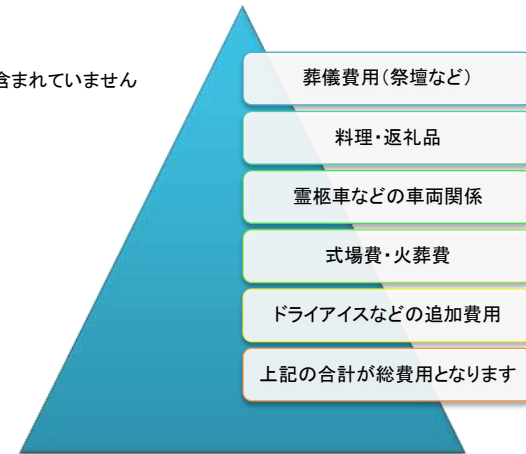 含まれていません
葬儀費用（祭壇など）
料理・返礼品
霊柩車などの車両関係
式場費・火葬費
ドライアイスなどの追加費用
上記の合計が総費用となります